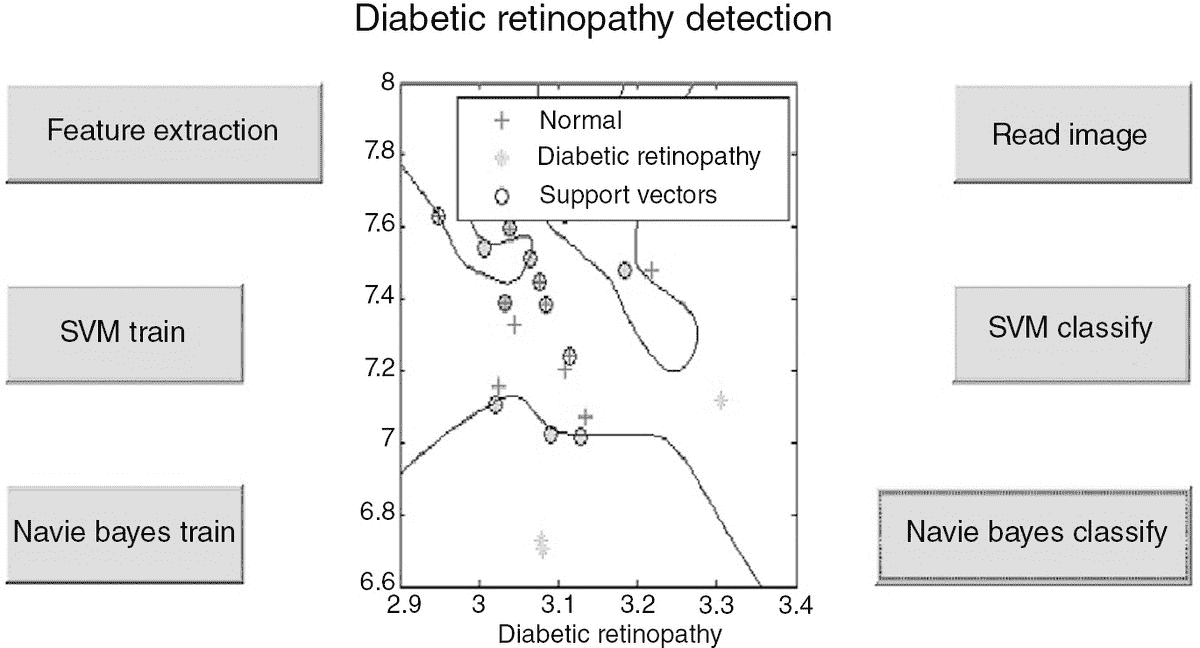 Diabetic retinopathy detection
Feature extraction
SVM train
Navie bayes train
8
7.8
7.6
7.4
7.2
7
6.8
6.6
Normal
Diabetic retinopathy
Support vectors
2.9 3 3.1 3.2 3.3 3.4
Diabetic retinopathy
Read image
SVM classify
Navie bayes classify